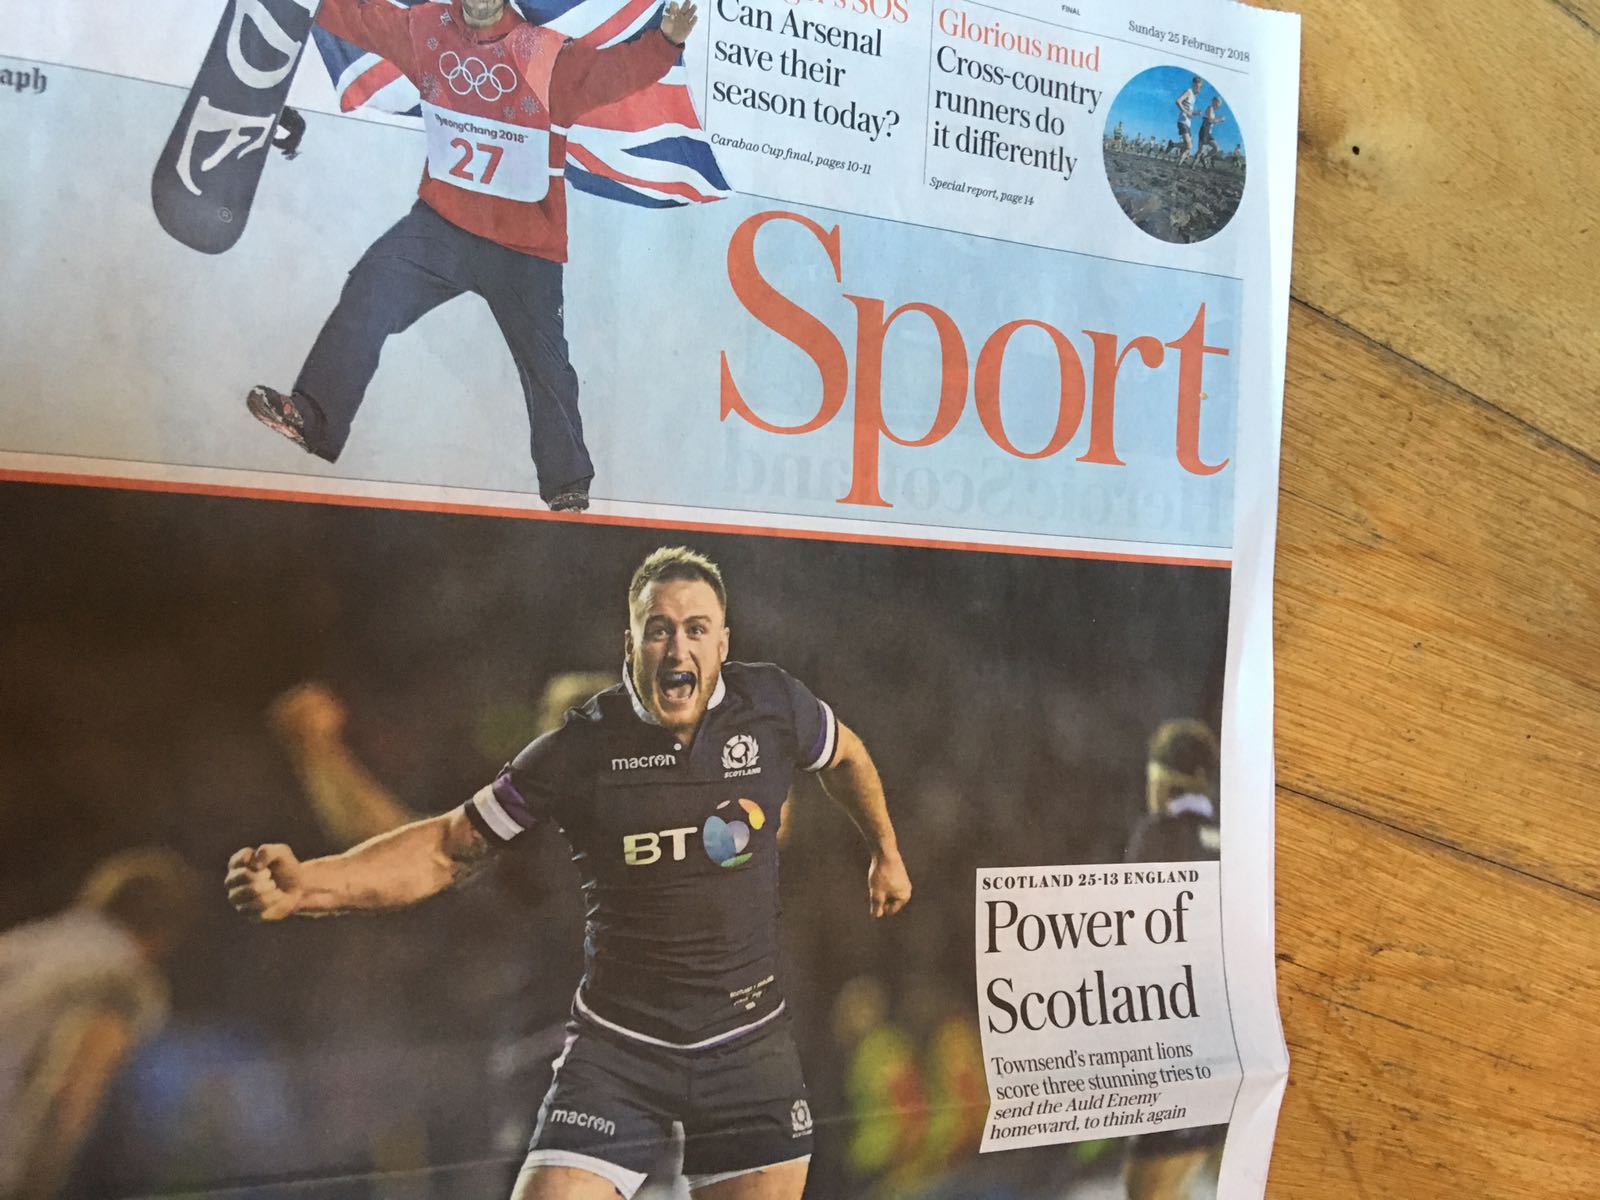 aph
PyeongChang 2018
27
SOS
Can Arsenal
save their
season today?
Carabao Cup final, pages 10-11
Glorious mud
Cross-country
runners do
it differently
Special report, page 14
FINAL
Sunday 25 February 2018
Sport
macron
SCOTLAND
BT
macron
SCOTLAND 25-13 ENGLAND
Power of
Scotland
Townsend's rampant lions
score three stunning tries to
send the Auld Enemy
homeward, to think again